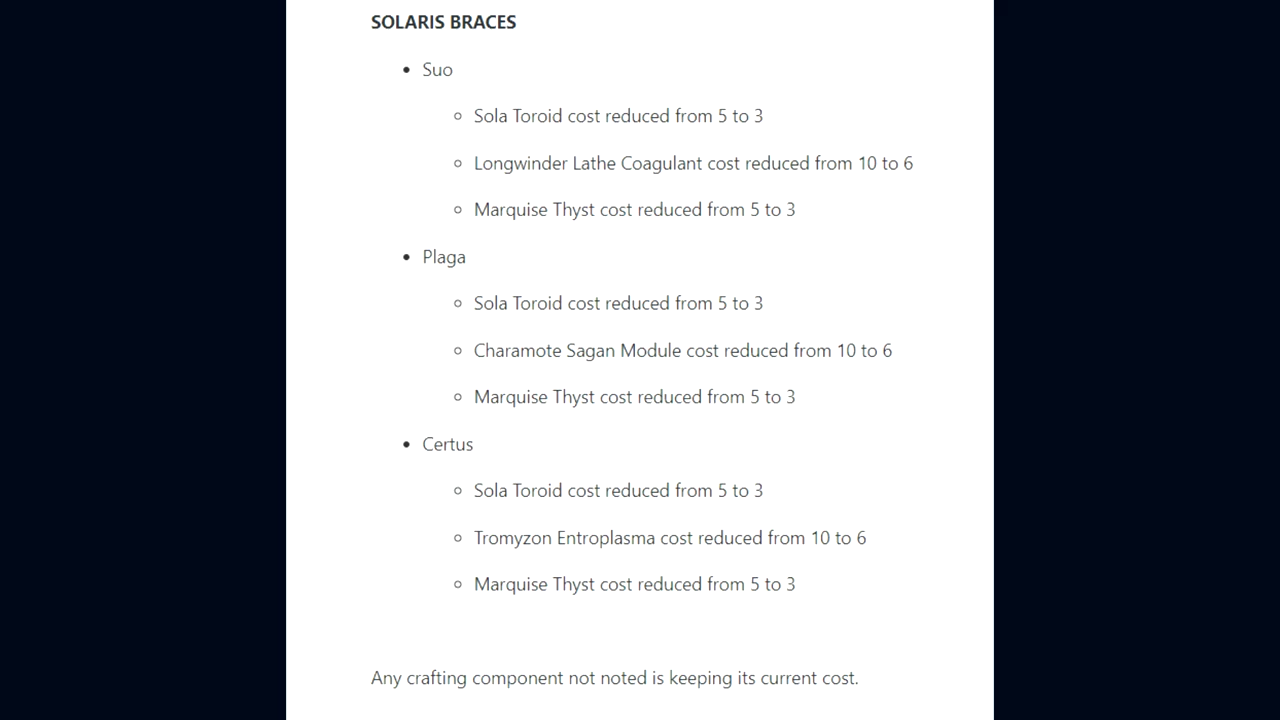 SOLARIS BRACES
Suo
Sola Toroid cost reduced from 5 to 3
Longwinder Lathe Coagulant cost reduced from 10 to 6
Marquise Thyst cost reduced from 5 to 3
Plaga
Sola Toroid cost reduced from 5 to 3
Charamote Sagan Module cost reduced from 10 to 6
Marquise Thyst cost reduced from 5 to 3
Certus
Sola Toroid cost reduced from 5 to 3
Tromyzon Entroplasma cost reduced from 10 to 6
Marquise Thyst cost reduced from 5 to 3
Any crafting component not noted is keeping its current cost.